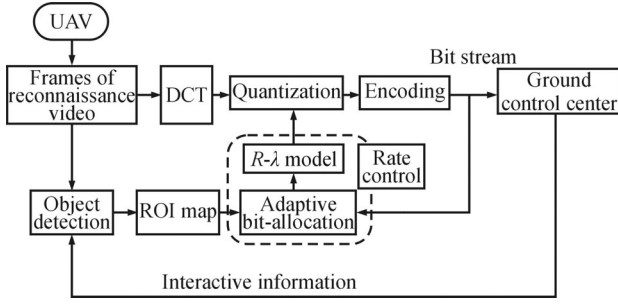 UAV
Bit stream
Frames of
reconnaissance
video
DCT
Quantization
Encoding
Ground
control center
R-λ model
Rate
control
Object
detection
ROI map
Adaptive
bit-allocation
Interactive information